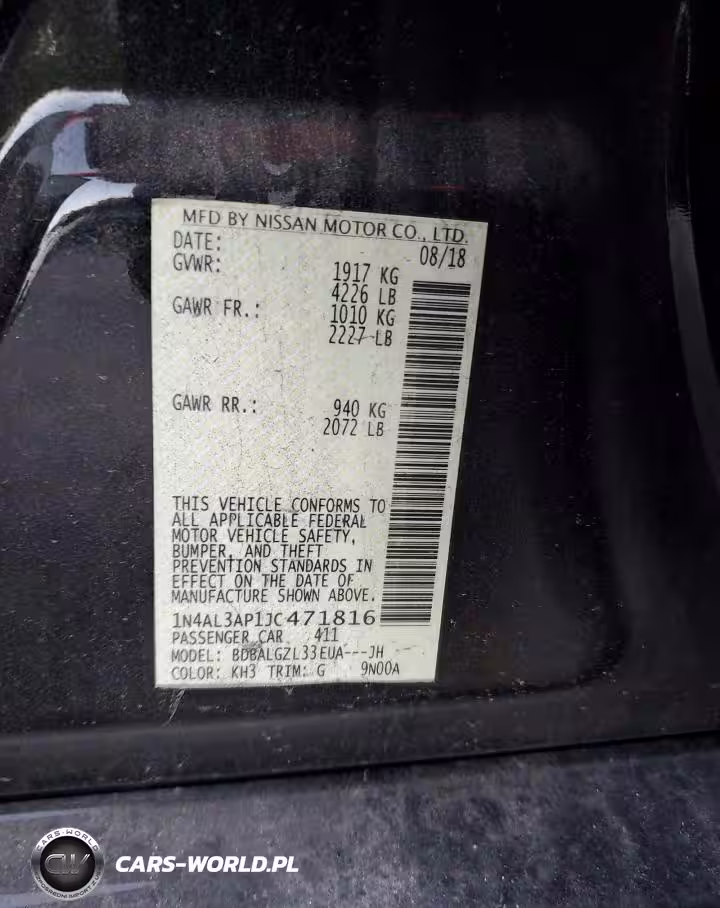 MFD BY NISSAN MOTOR CO., LTD.
DATE: 08/18
GVWR: 1917 KG
4226 LB
GAWR FR.: 1010 KG
2227 LB
GAWR RR.: 940 KG
2072 LB
THIS VEHICLE CONFORMS TO
ALL APPLICABLE FEDERAL
MOTOR VEHICLE SAFETY,
BUMPER, AND THEFT
PREVENTION STANDARDS IN
EFFECT ON THE DATE OF
MANUFACTURE SHOWN ABOVE.
1N4AL3AP1JC471816
PASSENGER CAR 411
MODEL: BDBALGZL33EUA---JH
COLOR: KH3 TRIM: G 9N00A
CARS-WORLD
CW
CARS-WORLD.PL